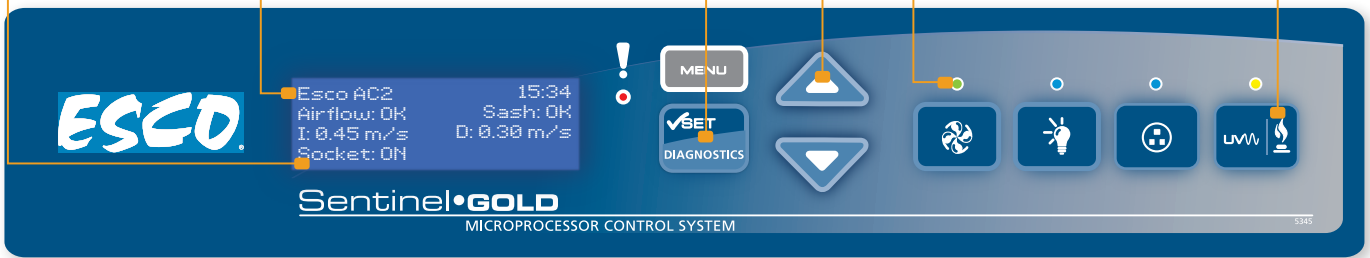 ESCO.
Esco AC2 15:34
Airflow: OK Sash: OK
I: 0.45 m/s D: 0.30 m/s
Socket: ON
!
MENU
✓SET
DIAGNOSTICS
UV
Sentinel•GOLD
MICROPROCESSOR CONTROL SYSTEM
5345